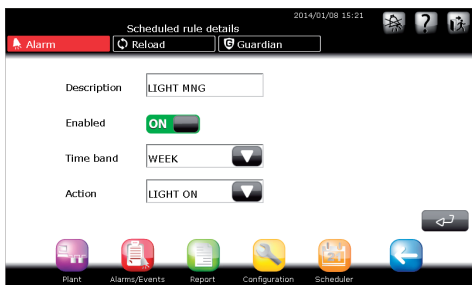 2014/01/08 15:21
Scheduled rule details
?
Alarm
Reload
G Guardian
Description LIGHT MNG
Enabled ON
Time band WEEK
Action LIGHT ON
Plant Alarms/Events Report Configuration Scheduler